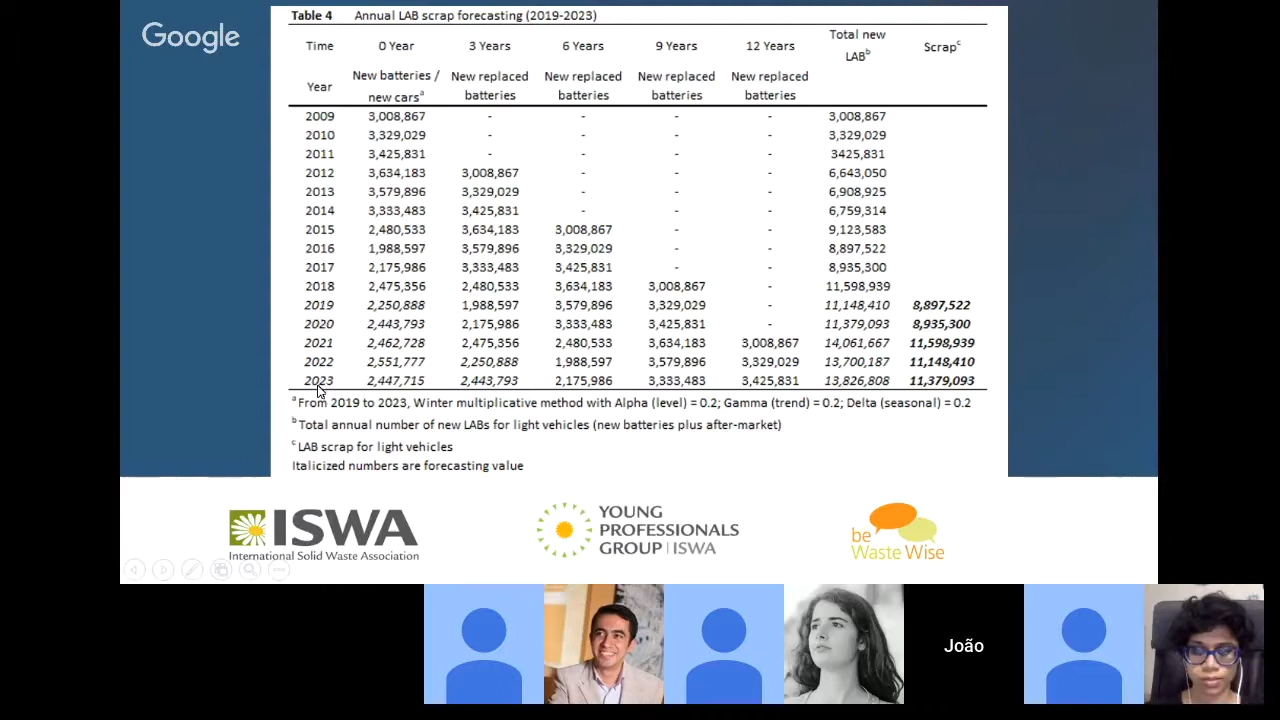 Google
Table 4 Annual LAB scrap forecasting (2019-2023)
Time 0 Year 3 Years 6 Years 9 Years 12 Years Total new LABb Scrapc
Year New batteries / new carsa New replaced batteries New replaced batteries New replaced batteries New replaced batteries
2009 3,008,867 - - - - 3,008,867
2010 3,329,029 - - - - 3,329,029
2011 3,425,831 - - - - 3425,831
2012 3,634,183 3,008,867 - - - 6,643,050
2013 3,579,896 3,329,029 - - - 6,908,925
2014 3,333,483 3,425,831 - - - 6,759,314
2015 2,480,533 3,634,183 3,008,867 - - 9,123,583
2016 1,988,597 3,579,896 3,329,029 - - 8,897,522
2017 2,175,986 3,333,483 3,425,831 - - 8,935,300
2018 2,475,356 2,480,533 3,634,183 3,008,867 - 11,598,939
2019 2,250,888 1,988,597 3,579,896 3,329,029 - 11,148,410 8,897,522
2020 2,443,793 2,175,986 3,333,483 3,425,831 - 11,379,093 8,935,300
2021 2,462,728 2,475,356 2,480,533 3,634,183 3,008,867 14,061,667 11,598,939
2022 2,551,777 2,250,888 1,988,597 3,579,896 3,329,029 13,700,187 11,148,410
2023 2,447,715 2,443,793 2,175,986 3,333,483 3,425,831 13,826,808 11,379,093
a From 2019 to 2023, Winter multiplicative method with Alpha (level) = 0.2; Gamma (trend) = 0.2; Delta (seasonal) = 0.2
b Total annual number of new LABs for light vehicles (new batteries plus after-market)
c LAB scrap for light vehicles
Italicized numbers are forecasting value
ISWA
International Solid Waste Association
YOUNG
PROFESSIONALS
GROUP | ISWA
be
Waste Wise
João